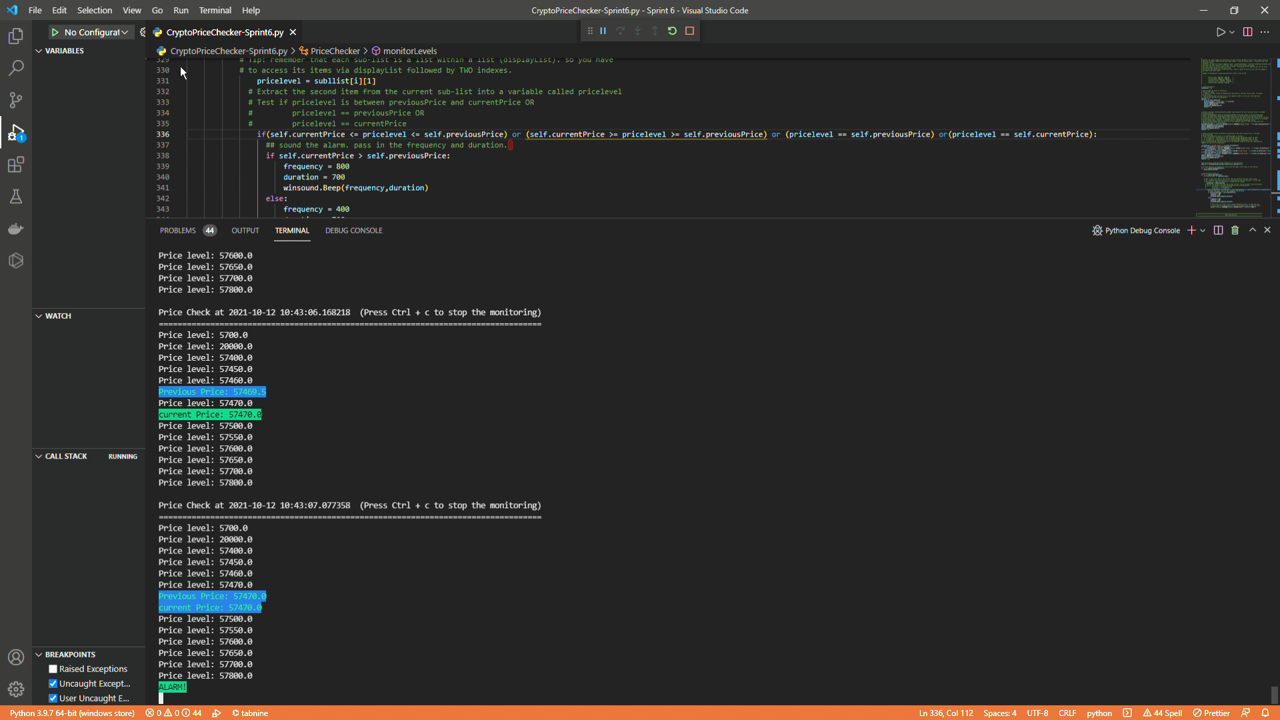 File Edit Selection View Go Run Terminal Help
CryptoPriceChecker-Sprint6.py - Sprint 6 - Visual Studio Code
No Configurat
CryptoPriceChecker-Sprint6.py
CryptoPriceChecker-Sprint6.py > PriceChecker > monitorLevels
VARIABLES
WATCH
CALL STACK RUNNING
BREAKPOINTS
Raised Exceptions
Uncaught Except...
User Uncaught E...
329 # Tip: remember that each sub-list is a list within a list (displayList). so you have
330 # to access its items via displayList followed by TWO indexes.
331 pricelevel = subllist[i][1]
332 # Extract the second item from the current sub-list into a variable called pricelevel
333 # Test if pricelevel is between previousPrice and currentPrice OR
334 # pricelevel == previousPrice OR
335 # pricelevel == currentPrice
336 if(self.currentPrice <= pricelevel <= self.previousPrice) or (self.currentPrice >= pricelevel >= self.previousPrice) or (pricelevel == self.previousPrice) or(pricelevel == self.currentPrice):
337 ## sound the alarm. pass in the frequency and duration.
338 if self.currentPrice > self.previousPrice:
339 frequency = 800
340 duration = 700
341 winsound.Beep(frequency,duration)
342 else:
343 frequency = 400
PROBLEMS 44 OUTPUT TERMINAL DEBUG CONSOLE
Python Debug Console
Price level: 57600.0
Price level: 57650.0
Price level: 57700.0
Price level: 57800.0
Price Check at 2021-10-12 10:43:06.168218 (Press Ctrl + c to stop the monitoring)
=====================================================================================
Price level: 5700.0
Price level: 20000.0
Price level: 57400.0
Price level: 57450.0
Price level: 57460.0
Previous Price: 57469.5
Price level: 57470.0
current Price: 57470.0
Price level: 57500.0
Price level: 57550.0
Price level: 57600.0
Price level: 57650.0
Price level: 57700.0
Price level: 57800.0
Price Check at 2021-10-12 10:43:07.077358 (Press Ctrl + c to stop the monitoring)
=====================================================================================
Price level: 5700.0
Price level: 20000.0
Price level: 57400.0
Price level: 57450.0
Price level: 57460.0
Price level: 57470.0
Previous Price: 57470.0
current Price: 57470.0
Price level: 57500.0
Price level: 57550.0
Price level: 57600.0
Price level: 57650.0
Price level: 57700.0
Price level: 57800.0
ALARM!
Python 3.9.7 64-bit (windows store) 0 0 44 tabnine Ln 336, Col 112 Spaces: 4 UTF-8 CRLF python 44 Spell Prettier